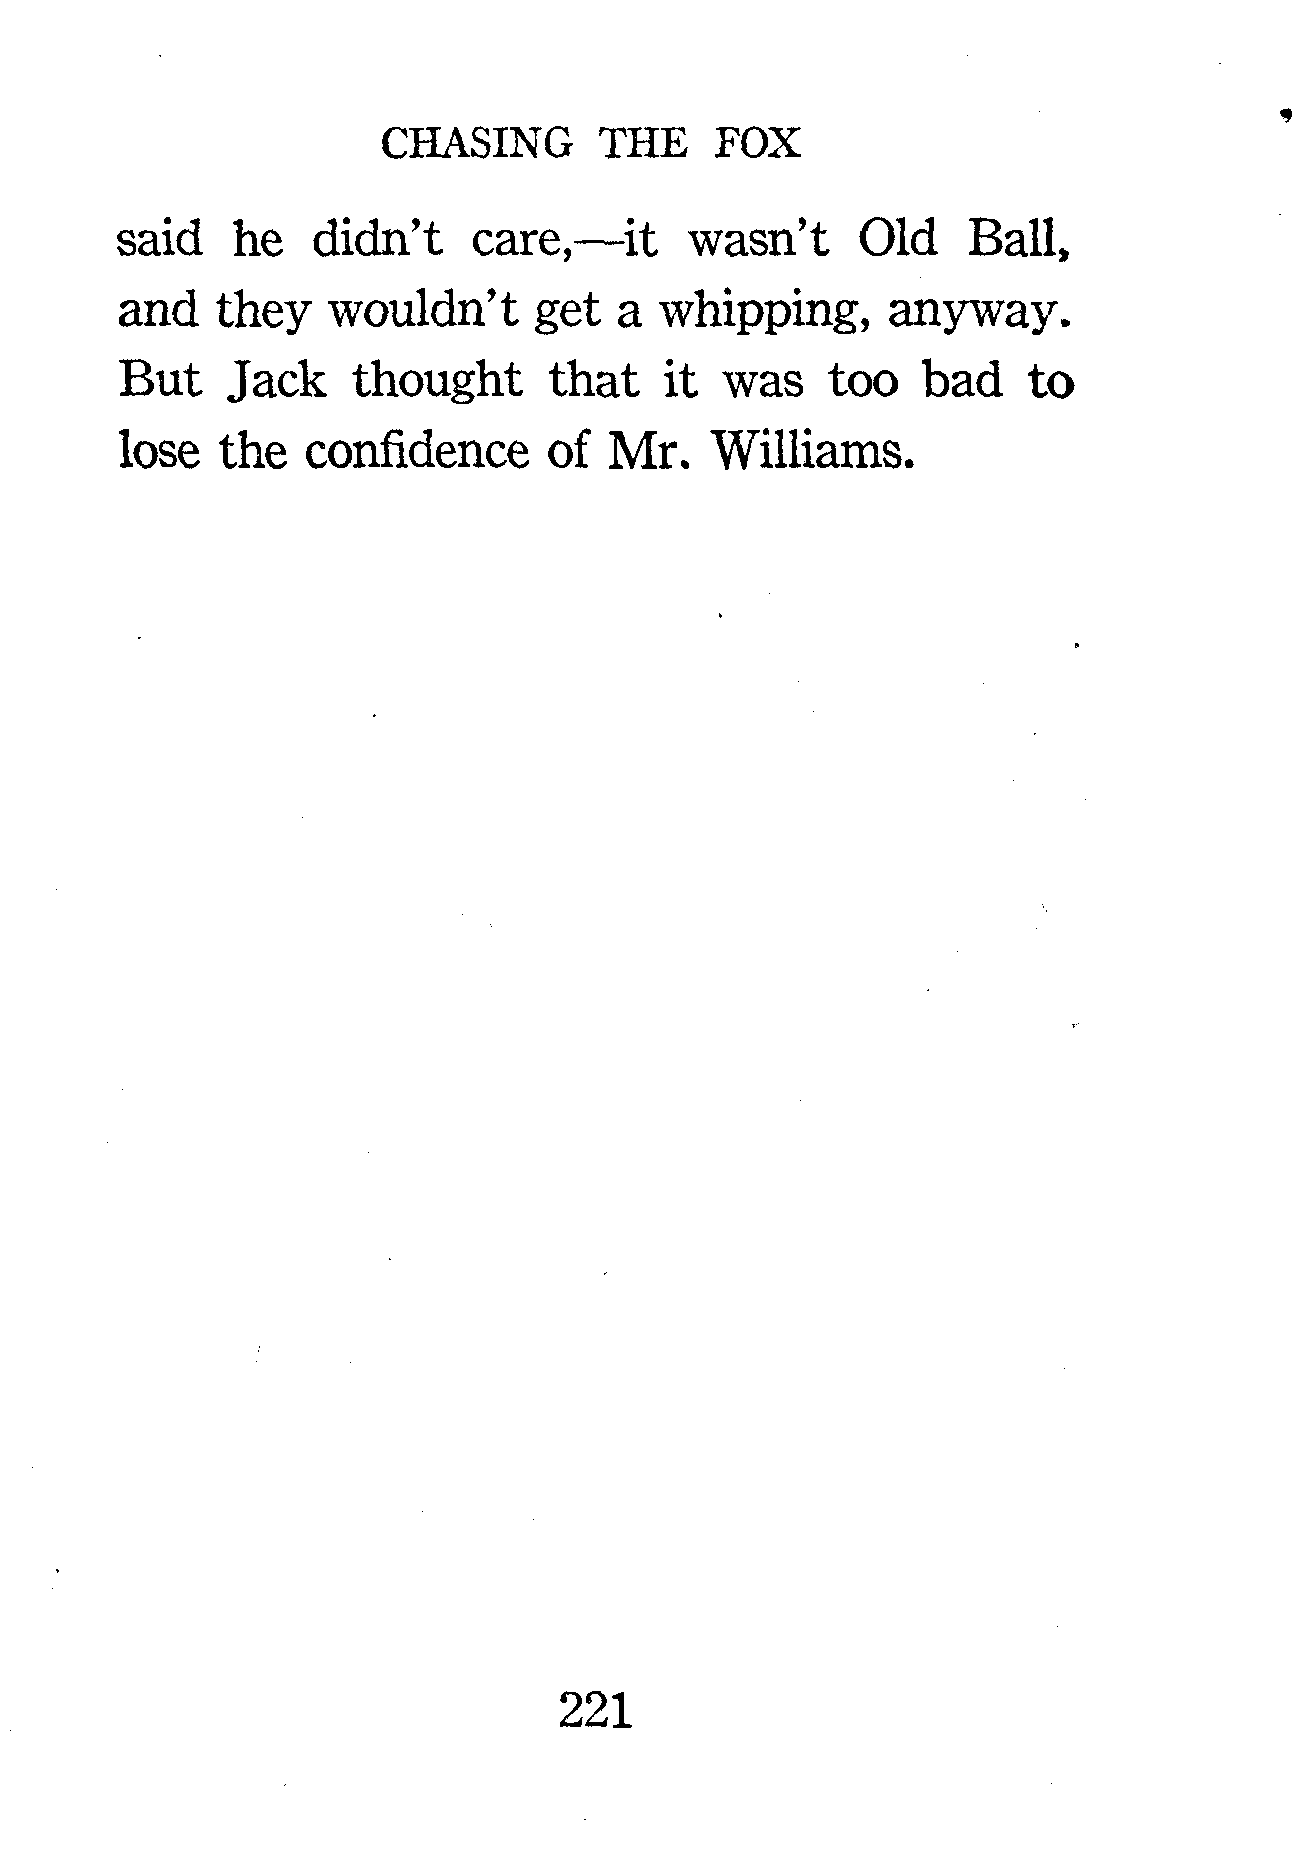 CHASING THE FOX
said he didn't care,—it wasn't Old Ball,
and they wouldn't get a whipping, anyway.
But Jack thought that it was too bad to
lose the confidence of Mr. Williams.
221